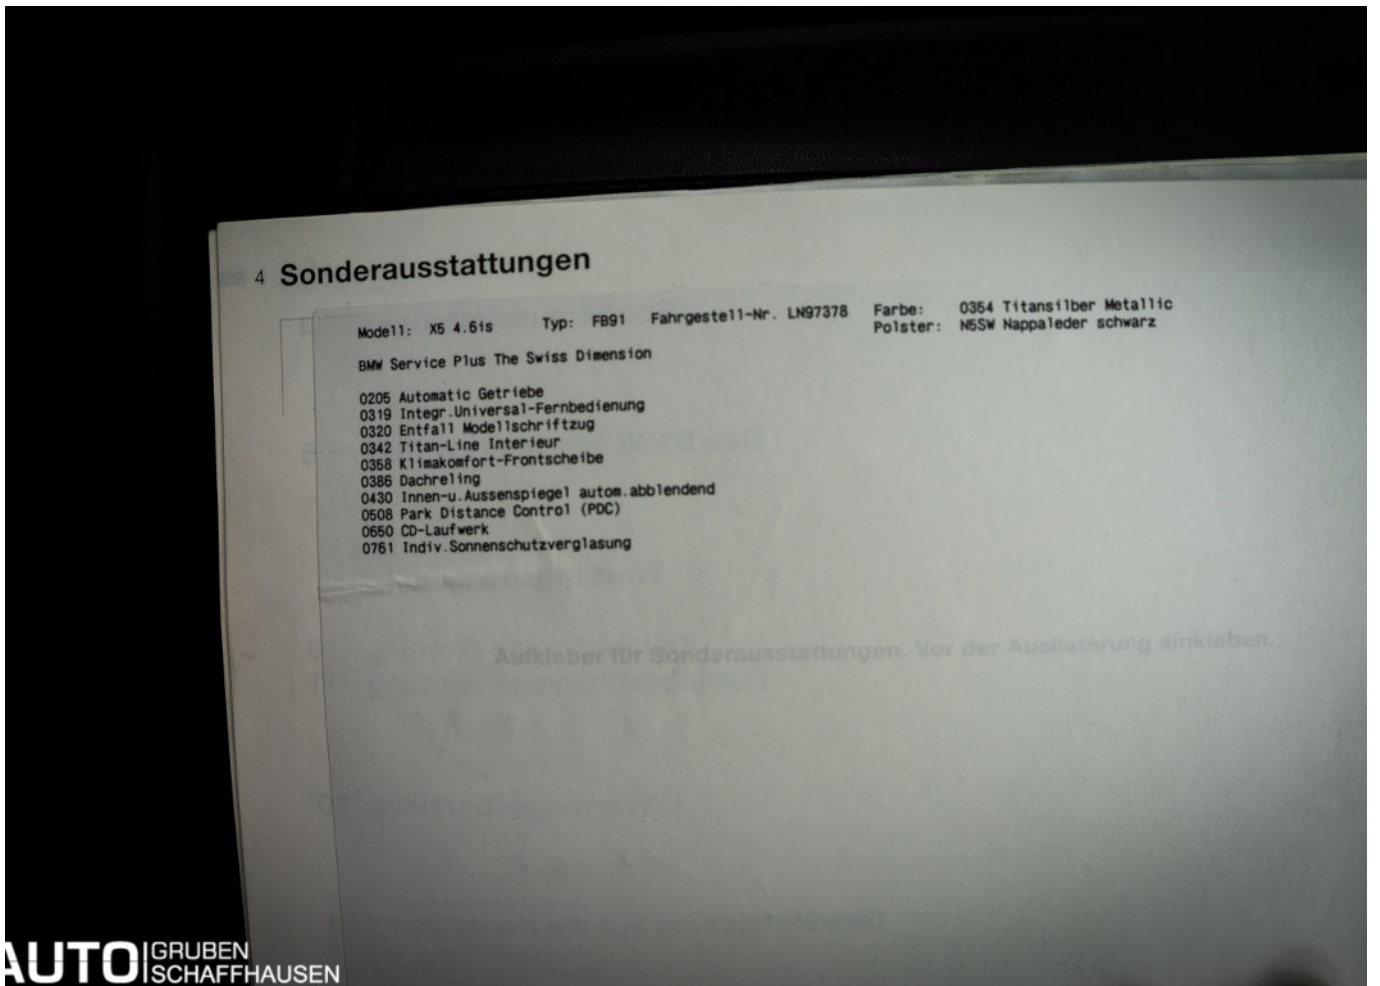 4 Sonderausstattungen
Modell: X5 4.6is Typ: FB91 Fahrgestell-Nr. LN97378 Farbe: 0354 Titansilber Metallic
Polster: N5SW Nappaleder schwarz
BMW Service Plus The Swiss Dimension
0205 Automatic Getriebe
0319 Integr.Universal-Fernbedienung
0320 Entfall Modellschriftzug
0342 Titan-Line Interieur
0358 Klimakomfort-Frontscheibe
0386 Dachreling
0430 Innen-u.Aussenspiegel autom.abblendend
0508 Park Distance Control (PDC)
0650 CD-Laufwerk
0761 Indiv.Sonnenschutzverglasung
Aufkleber für Sonderausstattungen. Vor der Auslieferung einkleben.
AUTO GRUBEN
SCHAFFHAUSEN